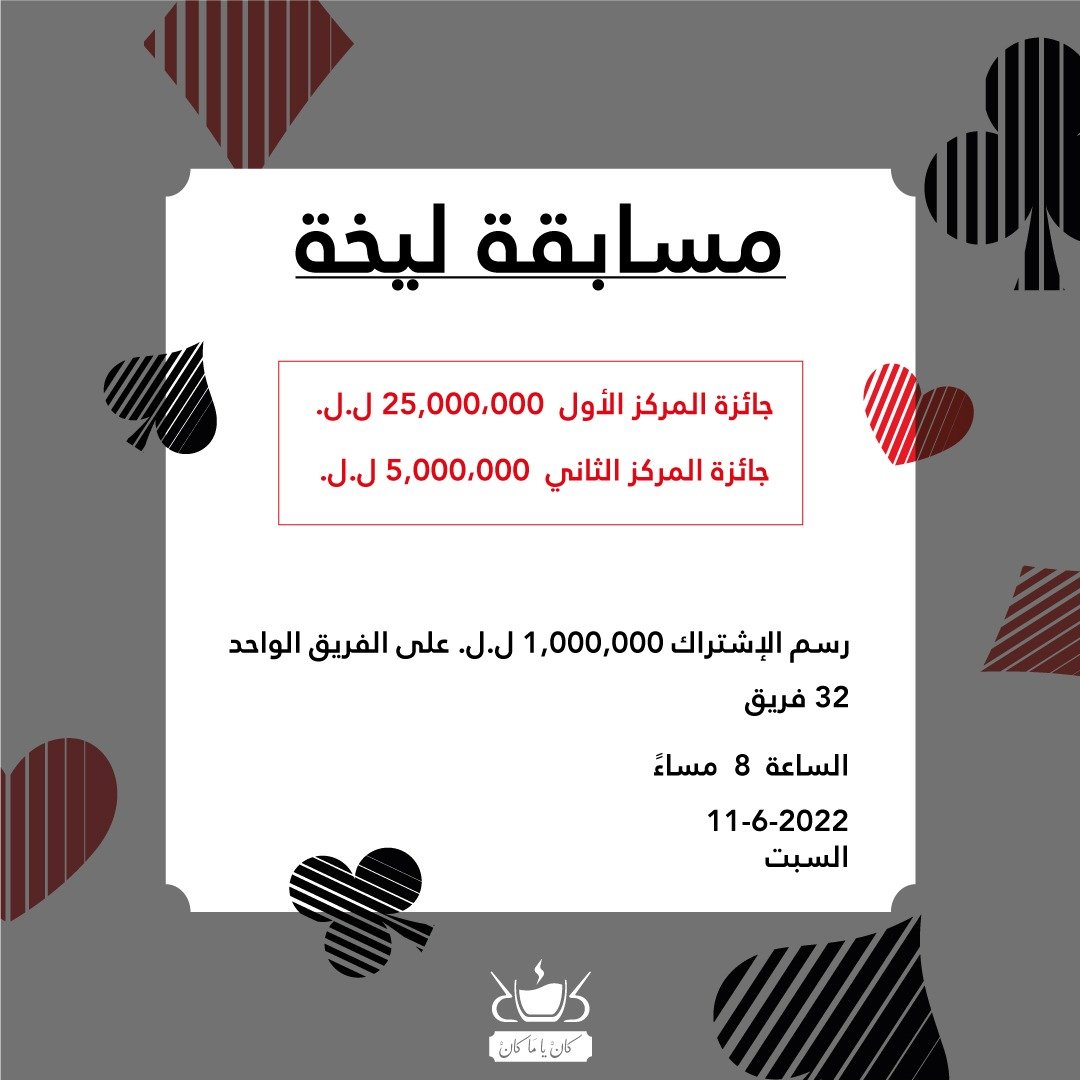 مسابقة ليخة
جائزة المركز الأول 25,000،000 ل.ل.
جائزة المركز الثاني 5,000،000 ل.ل.
رسم الإشتراك 1,000,000 ل.ل. على الفريق الواحد
32 فريق
الساعة 8 مساءً
11-6-2022
السبت
كانْ يا مَا كانْ